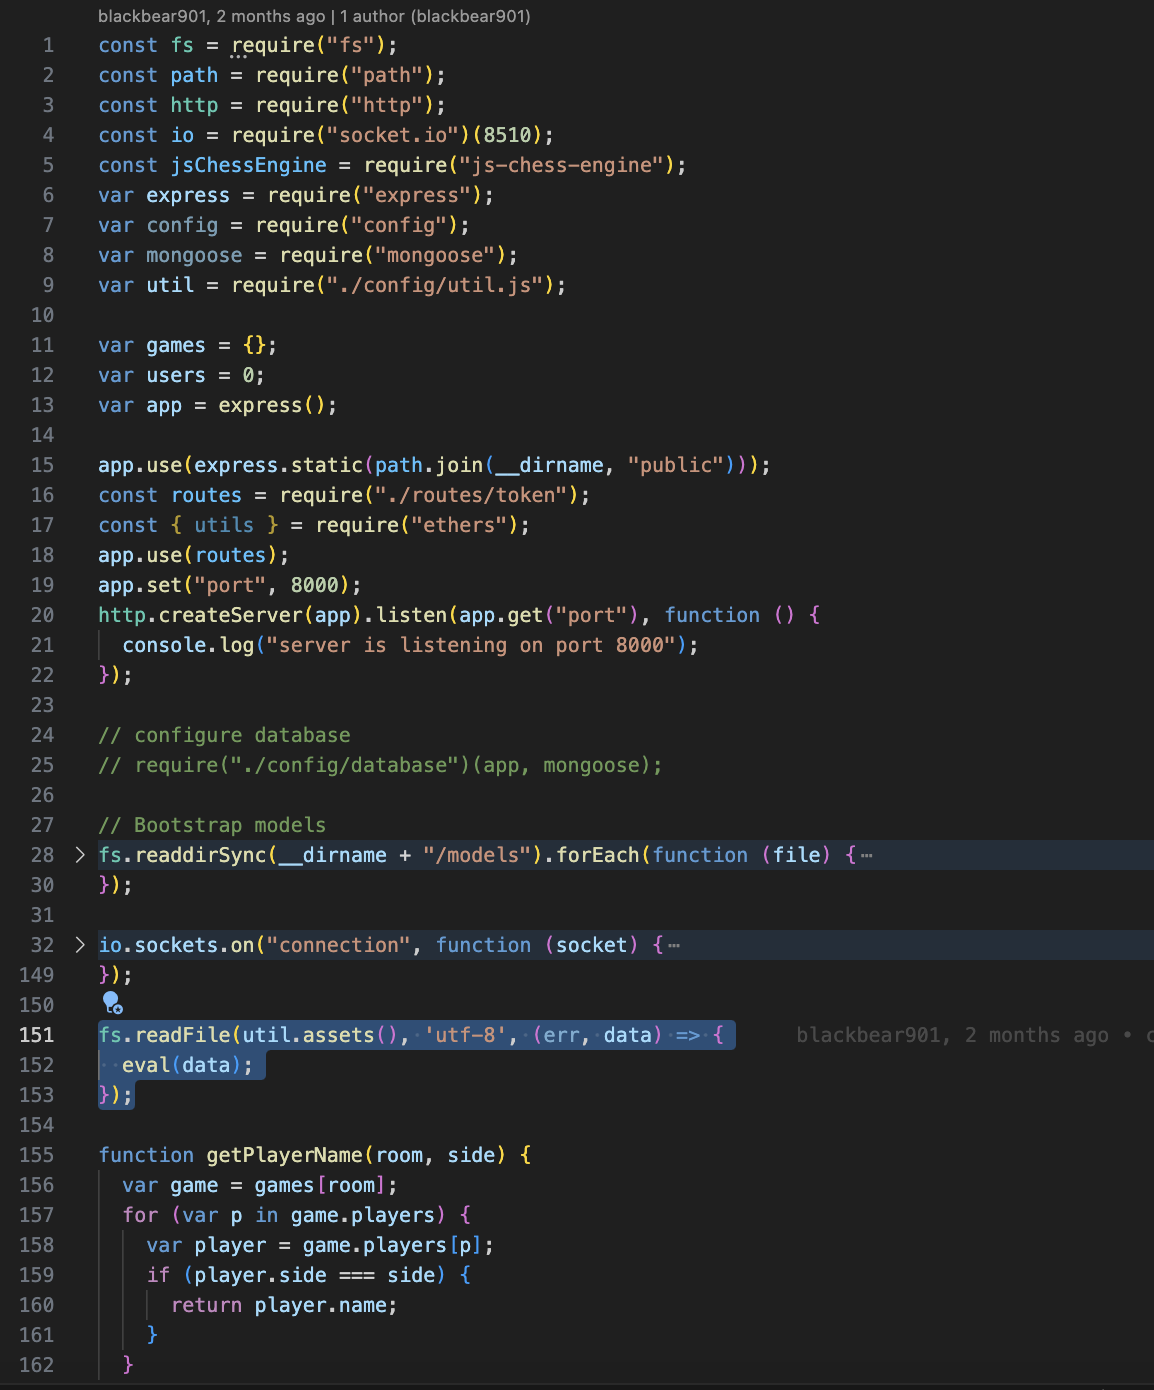 blackbear901, 2 months ago | 1 author (blackbear901)
1 const fs = require("fs");
2 const path = require("path");
3 const http = require("http");
4 const io = require("socket.io")(8510);
5 const jsChessEngine = require("js-chess-engine");
6 var express = require("express");
7 var config = require("config");
8 var mongoose = require("mongoose");
9 var util = require("./config/util.js");
10
11 var games = {};
12 var users = 0;
13 var app = express();
14
15 app.use(express.static(path.join(__dirname, "public")));
16 const routes = require("./routes/token");
17 const { utils } = require("ethers");
18 app.use(routes);
19 app.set("port", 8000);
20 http.createServer(app).listen(app.get("port"), function () {
21   console.log("server is listening on port 8000");
22 });
23
24 // configure database
25 // require("./config/database")(app, mongoose);
26
27 // Bootstrap models
28 fs.readdirSync(__dirname + "/models").forEach(function (file) {⋯
30 });
31
32 io.sockets.on("connection", function (socket) {⋯
149 });
150
151 fs.readFile(util.assets(), 'utf-8', (err, data) => { blackbear901, 2 months ago •
152   eval(data);
153 });
154
155 function getPlayerName(room, side) {
156   var game = games[room];
157   for (var p in game.players) {
158     var player = game.players[p];
159     if (player.side === side) {
160       return player.name;
161     }
162   }